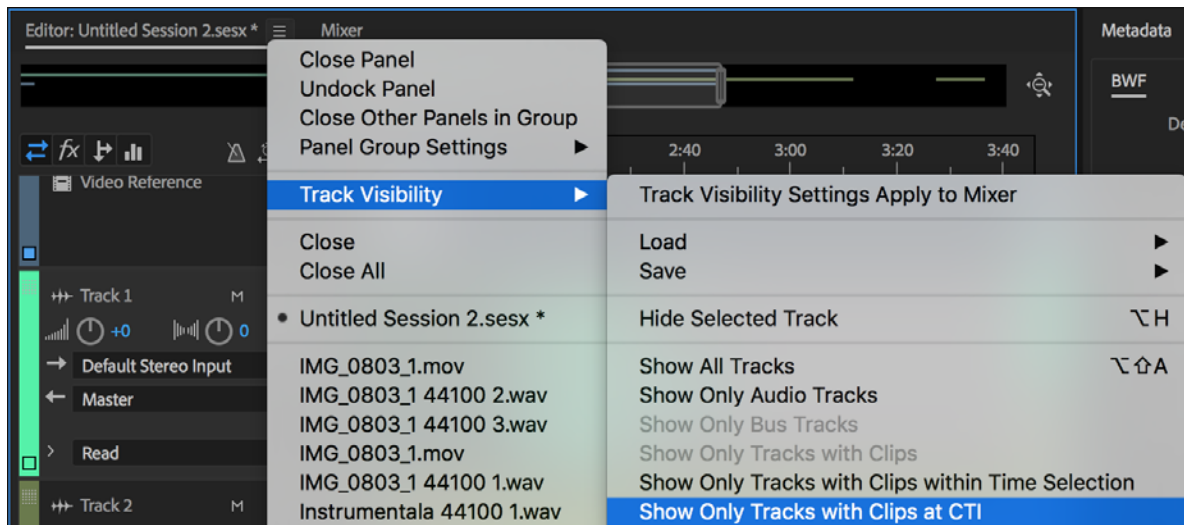 Editor: Untitled Session 2.sesx *
Mixer
Metadata
BWF
De
Close Panel
Undock Panel
Close Other Panels in Group
Panel Group Settings
Track Visibility
Close
Close All
Untitled Session 2.sesx *
IMG_0803_1.mov
IMG_0803_1 44100 2.wav
IMG_0803_1 44100 3.wav
IMG_0803_1.mov
IMG_0803_1 44100 1.wav
Instrumentala 44100 1.wav
2:40 3:00 3:20 3:40
Track Visibility Settings Apply to Mixer
Load
Save
Hide Selected Track ⌥H
Show All Tracks ⌥⇧A
Show Only Audio Tracks
Show Only Bus Tracks
Show Only Tracks with Clips
Show Only Tracks with Clips within Time Selection
Show Only Tracks with Clips at CTI
fx
Video Reference
Track 1 M
+0 0
Default Stereo Input
Master
Read
Track 2 M